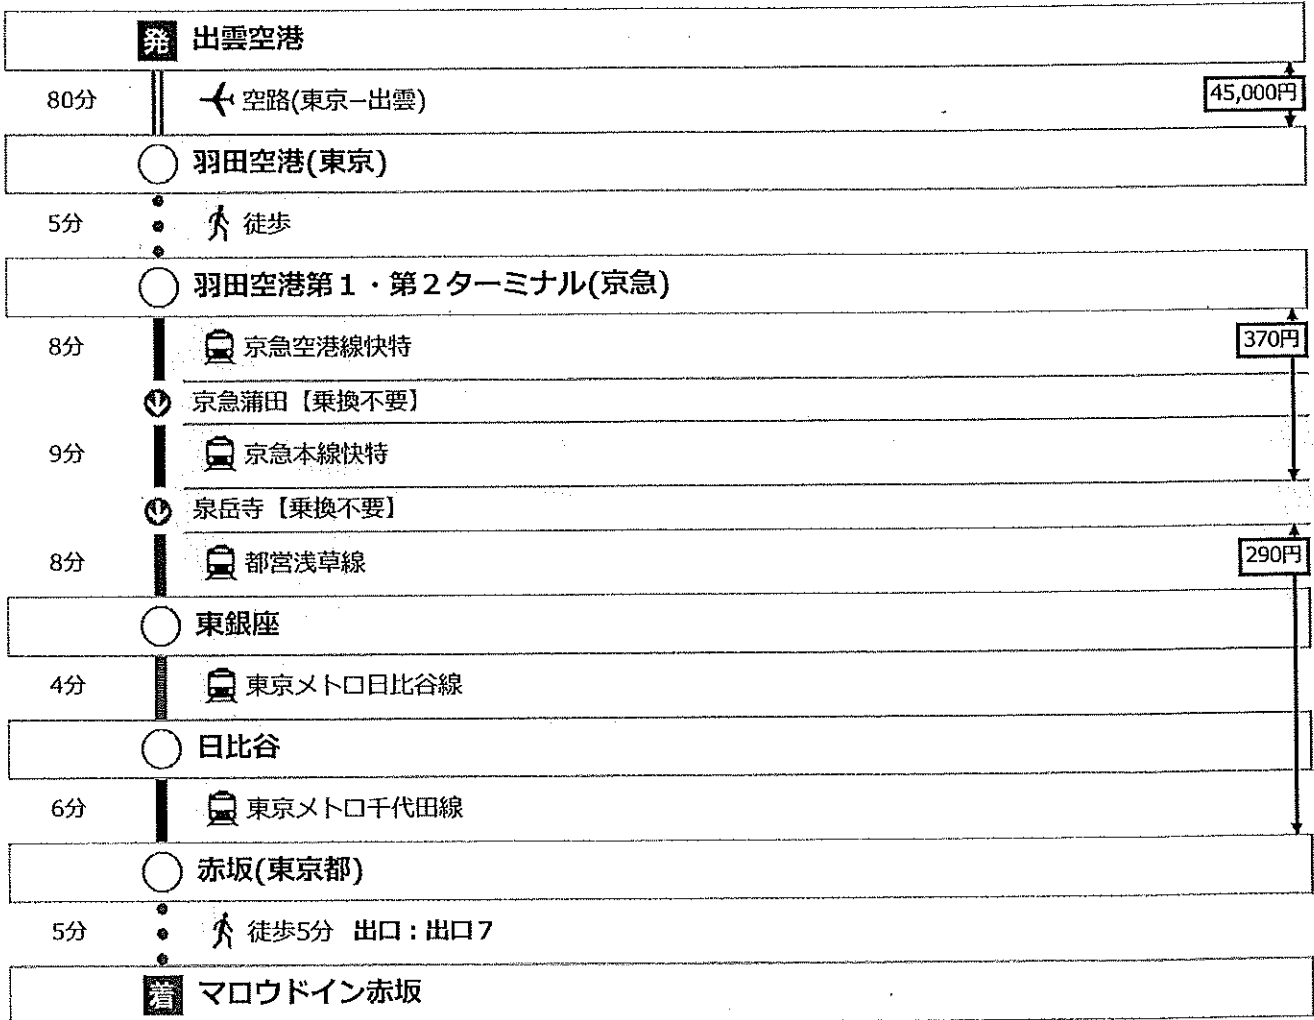 発 出雲空港
80分 空路(東京ー出雲) 45,000円
羽田空港(東京)
5分 徒歩
羽田空港第1・第2ターミナル(京急)
8分 京急空港線快特 370円
京急蒲田【乗換不要】
9分 京急本線快特
泉岳寺【乗換不要】
8分 都営浅草線 290円
東銀座
4分 東京メトロ日比谷線
日比谷
6分 東京メトロ千代田線
赤坂(東京都)
5分 徒歩5分 出口:出口7
着 マロウドイン赤坂